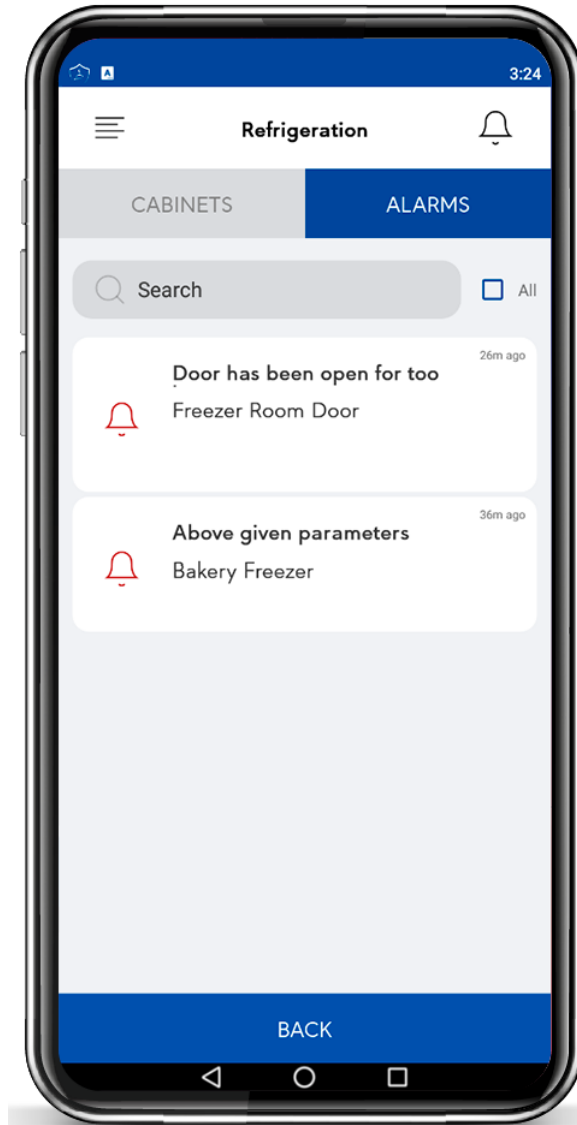 3:24
Refrigeration
CABINETS
ALARMS
Search
All
26m ago
Door has been open for too
Freezer Room Door
36m ago
Above given parameters
Bakery Freezer
BACK